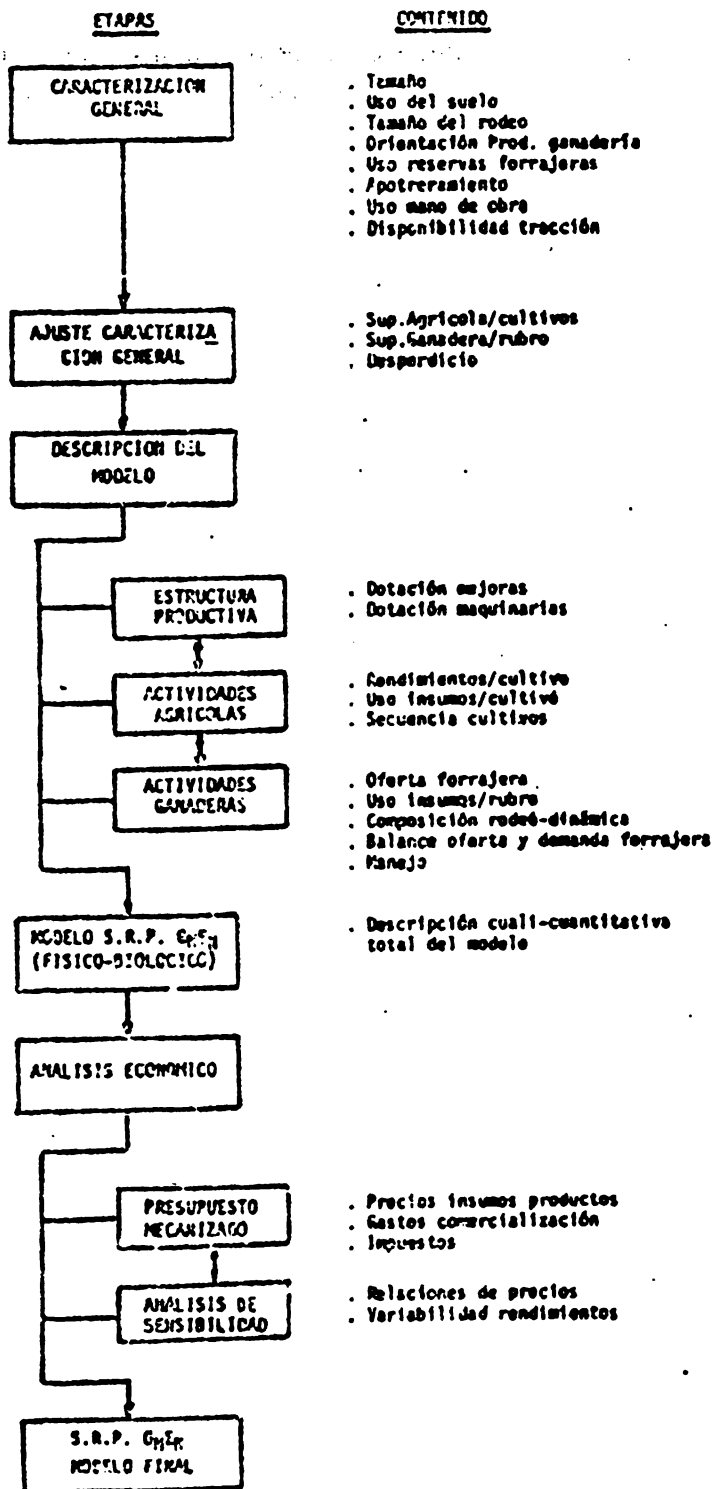 ETAPAS
CONTENIDO
CARACTERIZACION
GENERAL
. Tamaño
. Uso del suelo
. Tamaño del rodeo
. Orientación Prod. ganadería
. Uso reservas forrajeras
. Apotreramiento
. Uso mano de obra
. Disponibilidad tracción
AJUSTE CARACTERIZA
CION GENERAL
. Sup.Agrícola/cultivos
. Sup.Ganadera/rubro
. Desperdicio
DESCRIPCION DEL
MODELO
ESTRUCTURA
PRODUCTIVA
. Dotación mejoras
. Dotación maquinarias
ACTIVIDADES
AGRICOLAS
. Rendimientos/cultivo
. Uso insumos/cultivo
. Secuencia cultivos
ACTIVIDADES
GANADERAS
. Oferta forrajera
. Uso insumos/rubro
. Composición rodeo-dinámica
. Balance oferta y demanda forrajera
. Manejo
MODELO S.R.P.
(FISICO-BIOLOGICO)
. Descripción cuali-cuantitativa
total del modelo
ANALISIS ECONOMICO
PRESUPUESTO
MECANIZADO
. Precios insumos productos
. Gastos comercialización
. Impuestos
ANALISIS DE
SENSIBILIDAD
. Relaciones de precios
. Variabilidad rendimientos
S.R.P.
MODELO FINAL